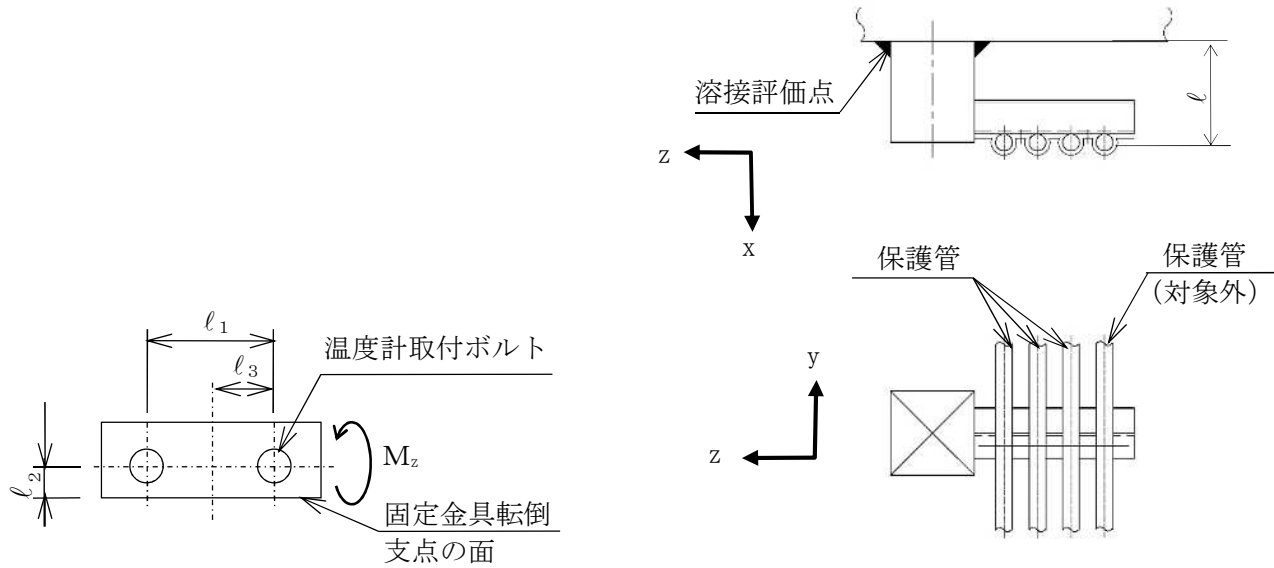 溶接評価点
ℓ
z
x
保護管
保護管
(対象外)
y
z
ℓ1
温度計取付ボルト
ℓ3
Mz
ℓ2
固定金具転倒
支点の面